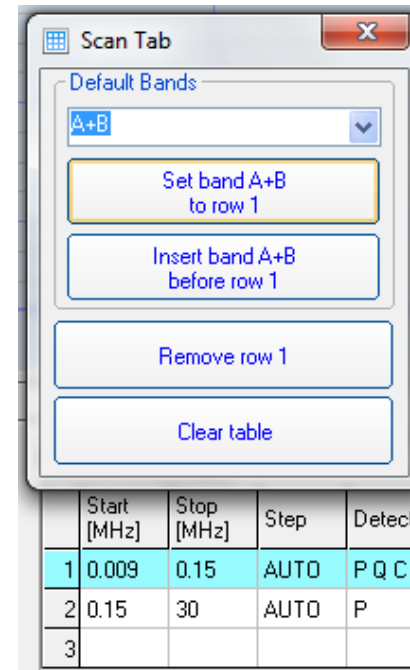 Scan Tab
Default Bands
A+B
Set band A+B
to row 1
Insert band A+B
before row 1
Remove row 1
Clear table
Start
[MHz]
Stop
[MHz]
Step
Detec
1 0.009 0.15 AUTO P Q C
2 0.15 30 AUTO P
3